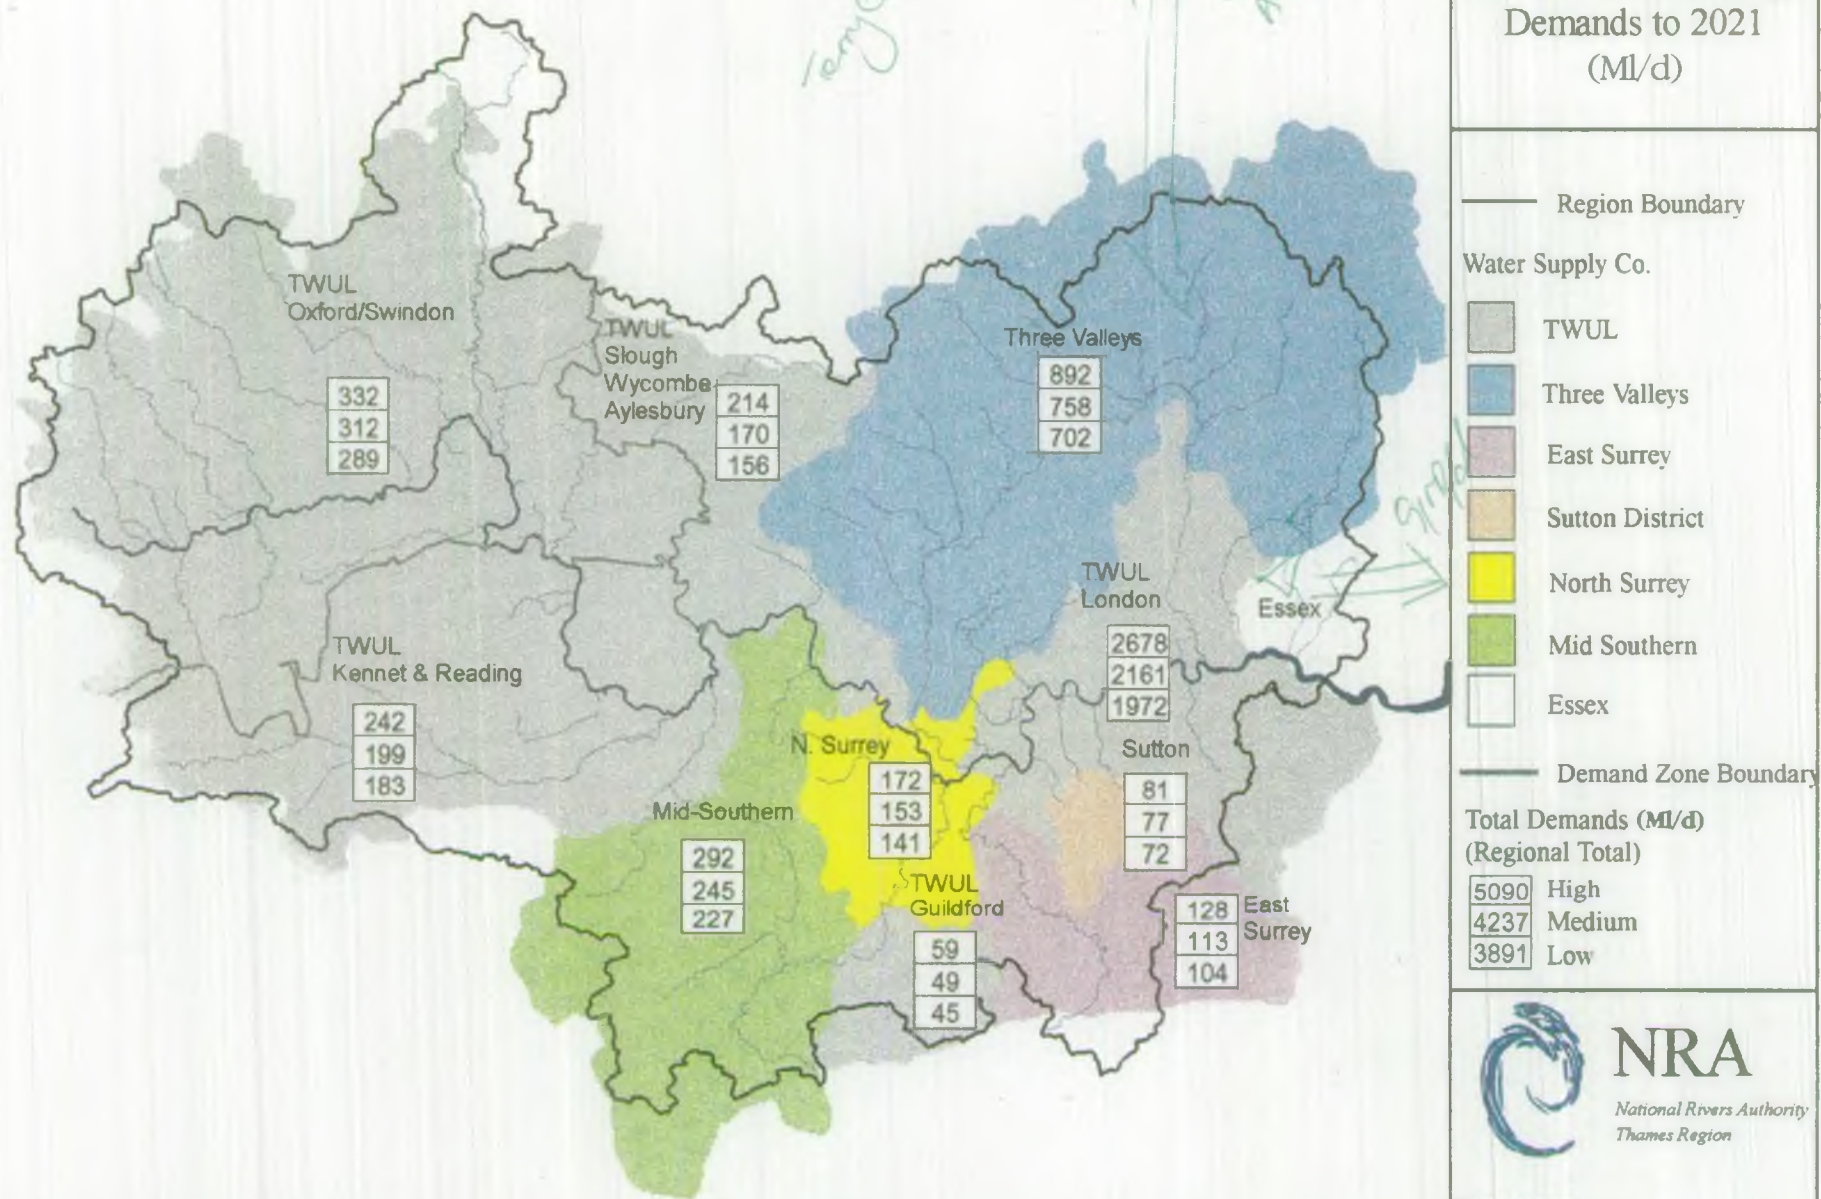 Demands to 2021
(Ml/d)
Region Boundary
Water Supply Co.
TWUL
Three Valleys
East Surrey
Sutton District
North Surrey
Mid Southern
Essex
Demand Zone Boundary
Total Demands (Ml/d)
(Regional Total)
5090 High
4237 Medium
3891 Low
NRA
National Rivers Authority
Thames Region
TWUL
Oxford/Swindon
332
312
289
TWUL
Slough
Wycombe
Aylesbury
214
170
156
Three Valleys
892
758
702
TWUL
London
2678
2161
1972
Essex
TWUL
Kennet & Reading
242
199
183
N. Surrey
172
153
141
Sutton
81
77
72
Mid-Southern
292
245
227
TWUL
Guildford
59
49
45
East
Surrey
128
113
104